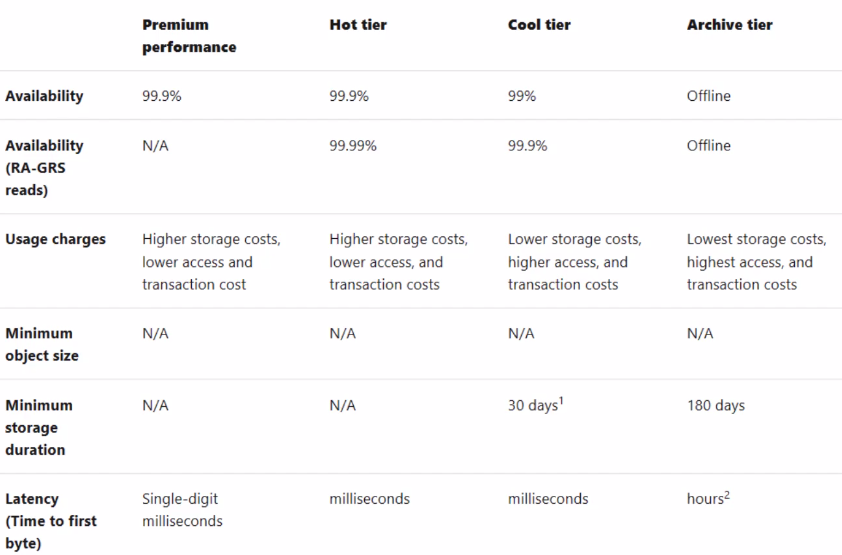 Premium performance Hot tier Cool tier Archive tier
Availability 99.9% 99.9% 99% Offline
Availability N/A 99.99% 99.9% Offline
(RA-GRS
reads)
Usage charges Higher storage costs, Higher storage costs, Lower storage costs, Lowest storage costs,
lower access and lower access, and higher access, and highest access, and
transaction cost transaction costs transaction costs transaction costs
Minimum N/A N/A N/A N/A
object size
Minimum N/A N/A 30 days¹ 180 days
storage
duration
Latency Single-digit milliseconds milliseconds hours²
(Time to first milliseconds
byte)